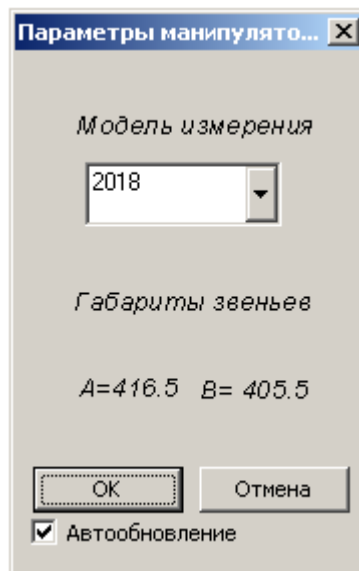 Параметры манипулято...
Модель измерения
2018
Габариты звеньев
A=416.5 B= 405.5
OK Отмена
Автообновление